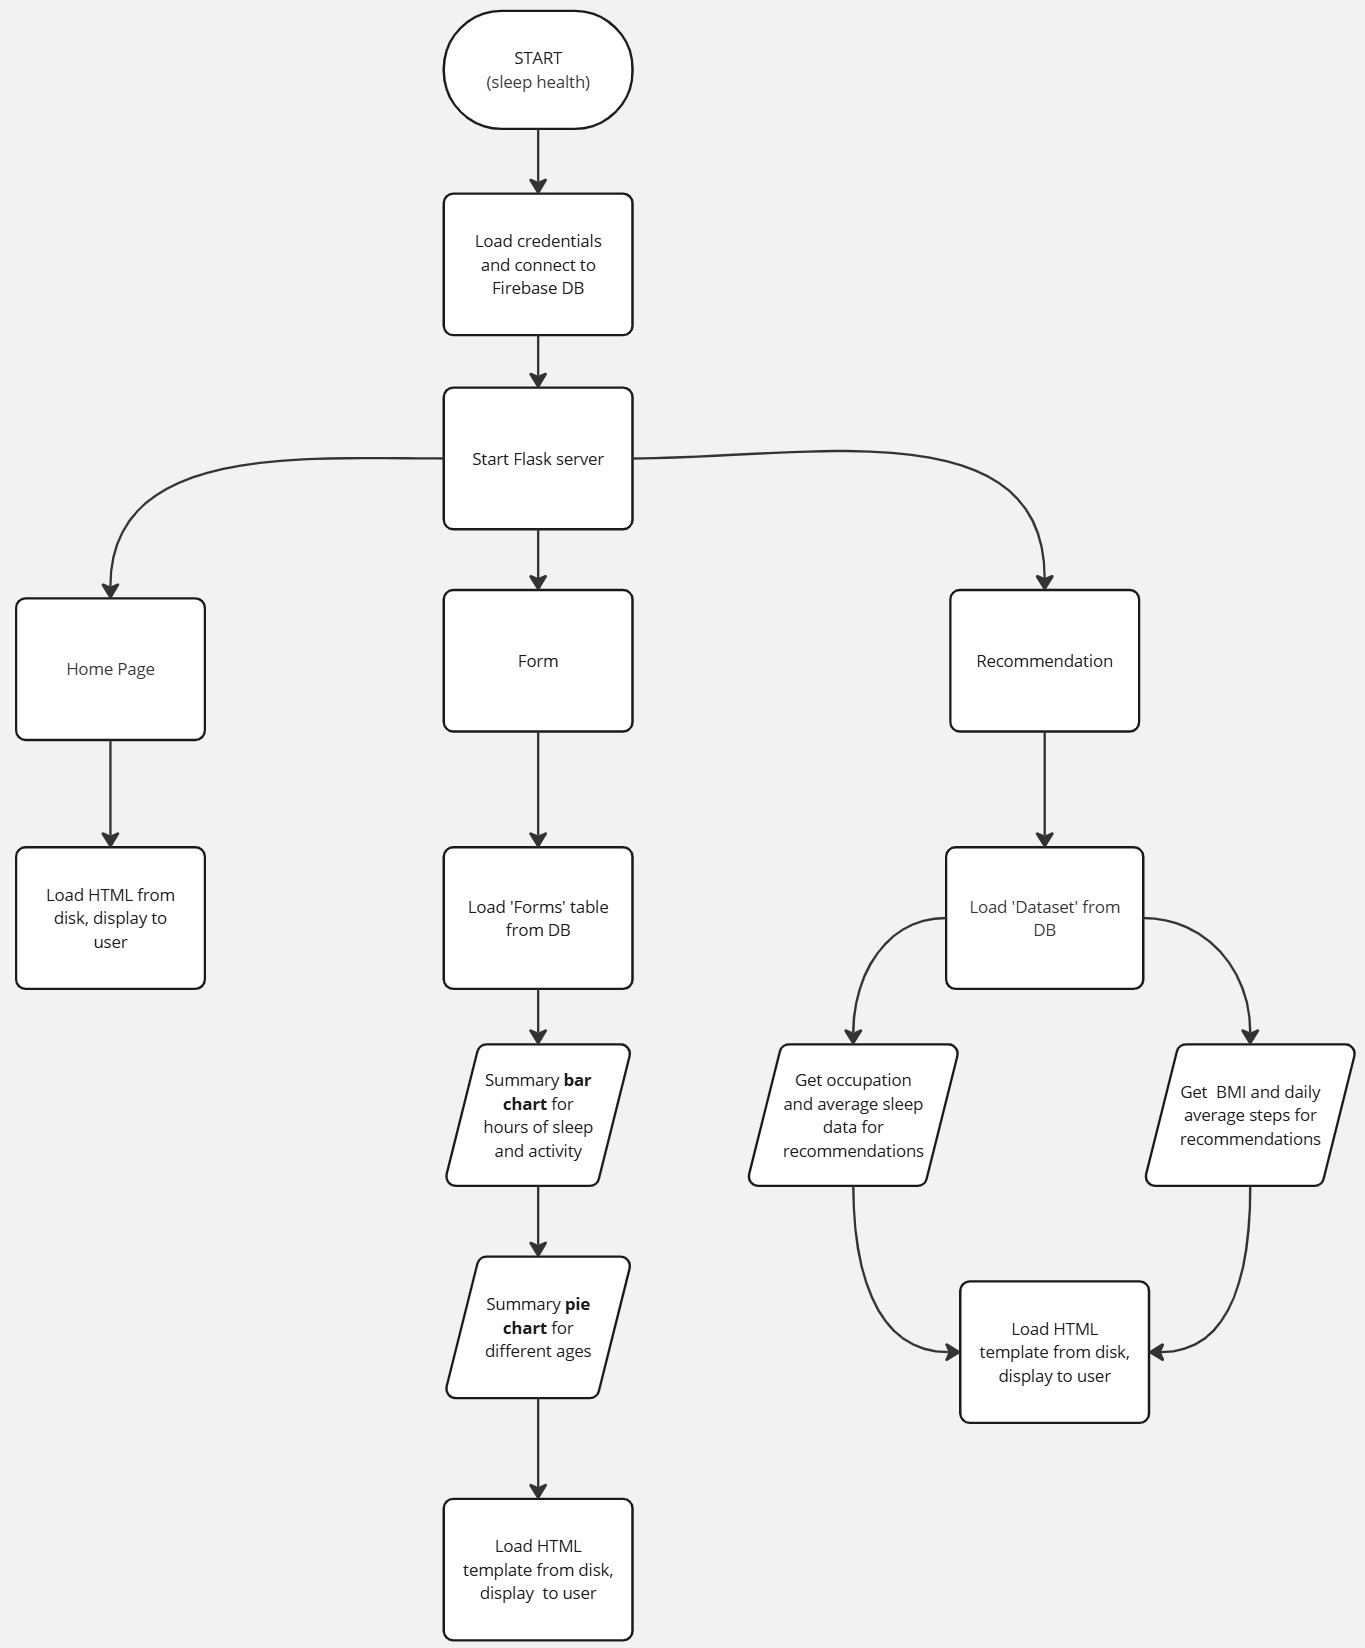 START
(sleep health)
Load credentials
and connect to
Firebase DB
Start Flask server
Home Page
Form
Recommendation
Load HTML from
disk, display to
user
Load 'Forms' table
from DB
Load 'Dataset' from
DB
Summary bar
chart for
hours of sleep
and activity
Get occupation
and average sleep
data for
recommendations
Get  BMI and daily
average steps for
recommendations
Summary pie
chart for
different ages
Load HTML
template from disk,
display to user
Load HTML
template from disk,
display  to user